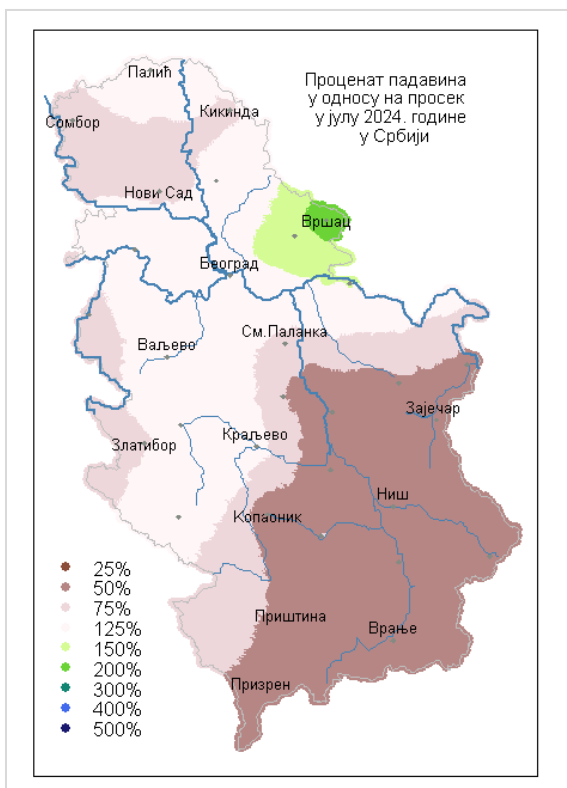 Проценат падавина
у односу на просек
у јулу 2024. године
у Србији
Палић
Кикинда
Сомбор
Нови Сад
Вршац
Београд
См.Паланка
Ваљево
Зајечар
Краљево
Златибор
Ниш
Копаоник
Приштина
Врање
Призрен
25%
50%
75%
125%
150%
200%
300%
400%
500%